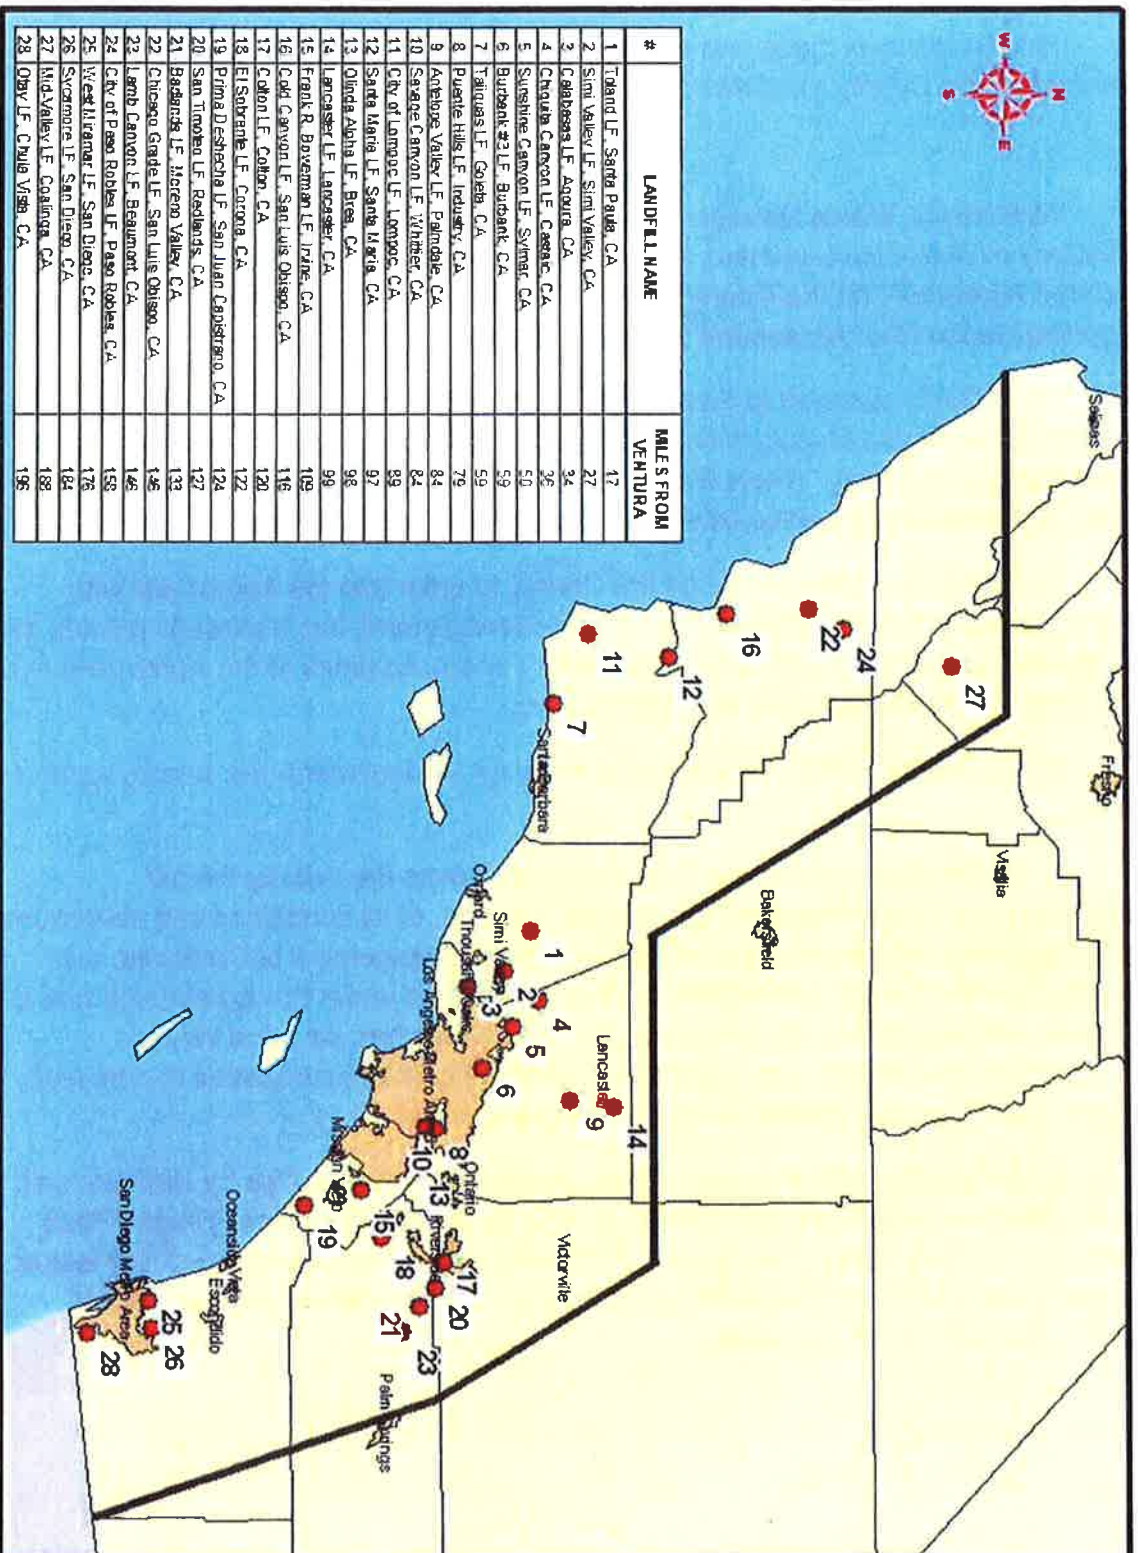 N
W
E
S
# LANDFILL NAME MILES FROM VENTURA
1 Toland LF, Santa Paula, CA 17
2 Simi Valley LF, Simi Valley, CA 27
3 Calabasas LF, Agoura, CA 34
4 Chiquita Canyon LF, Castaic, CA 36
5 Sunshine Canyon LF, Sylmar, CA 50
6 Burbank #3 LF, Burbank, CA 59
7 Tajiguas LF, Goleta, CA 59
8 Puente Hills LF, Industry, CA 79
9 Antelope Valley LF, Palmdale, CA 84
10 Savage Canyon LF, Whittier, CA 84
11 City of Lompoc LF, Lompoc, CA 89
12 Santa Maria LF, Santa Maria, CA 97
13 Olinda Alpha LF, Brea, CA 98
14 Lancaster LF, Lancaster, CA 99
15 Frank R. Bowerman LF, Irvine, CA 109
16 Cold Canyon LF, San Luis Obispo, CA 116
17 Colton LF, Colton, CA 120
18 El Sobrante LF, Corona, CA 122
19 Prima Deshecha LF, San Juan Capistrano, CA 124
20 San Timoteo LF, Redlands, CA 127
21 Badlands LF, Moreno Valley, CA 133
22 Chicago Grade LF, San Luis Obispo, CA 146
23 Lamb Canyon LF, Beaumont, CA 146
24 City of Paso Robles LF, Paso Robles, CA 158
25 West Miramar LF, San Diego, CA 176
26 Sycamore LF, San Diego, CA 184
27 Mid-Valley LF, Coalinga, CA 188
28 Otay LF, Chula Vista, CA 196
Salinas
Fresno
Visalia
Bakersfield
27
24
22
16
12
11
7
Santa Barbara
Oxnard
Thousand Oaks
Simi Valley
1
2
3
4
5
6
Lancaster
9
14
Los Angeles Metro Area
8
10
13
Ontario
Victorville
Riverside
Mission Viejo
15
17
18
19
20
21
23
Palm Springs
Oceanside
Vista
Escondido
San Diego Metro Area
25
26
28